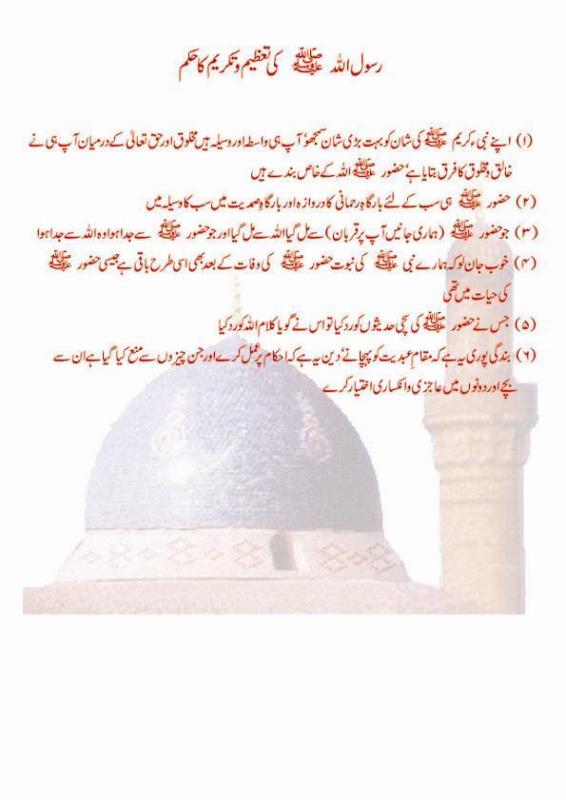 رسول اللہ ﷺ کی تعظیم و تکریم کا حکم
(۱) اپنے نبی ء کریم ﷺ کی شان کو بہت بڑی شان سمجھو‘ آپ ہی واسطہ اور وسیلہ ہیں مخلوق اور حق تعالٰی کے درمیان آپ ہی نے
خالق و مخلوق کا فرق بتایا ہے‘ حضور ﷺ اللہ کے خاص بندے ہیں
(۲) حضور ﷺ ہی سب کے لئے بارگاہِ رحمانی کا دروازہ اور بارگاہِ صمدیت میں سب کا وسیلہ ہیں
(۳) جو حضور ﷺ (ہماری جانیں آپ پر قربان) سے مل گیا اللہ سے مل گیا اور جو حضور ﷺ سے جدا ہوا وہ اللہ سے جدا ہوا
(۴) خوب جان لو کہ ہمارے نبی ﷺ کی نبوت حضور ﷺ کی وفات کے بعد بھی اسی طرح باقی ہے جیسی حضور ﷺ
کی حیات میں تھی
(۵) جس نے حضور ﷺ کی سچی حدیثوں کو رد کیا تو اس نے گویا کلام اللہ کو رد کیا
(۶) بندگی پوری یہ ہے کہ مقامِ عبدیت کو پہچانے‘ دین یہ ہے کہ احکام پر عمل کرے اور جن چیزوں سے منع کیا گیا ہے ان سے
بچے اور دونوں میں عاجزی و انکساری اختیار کرے